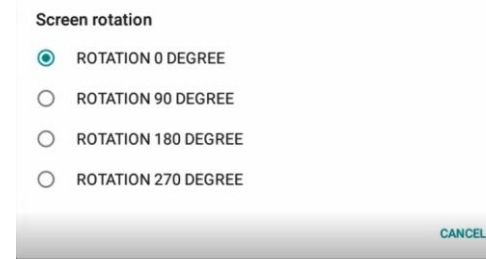 Screen rotation
ROTATION 0 DEGREE
ROTATION 90 DEGREE
ROTATION 180 DEGREE
ROTATION 270 DEGREE
CANCEL